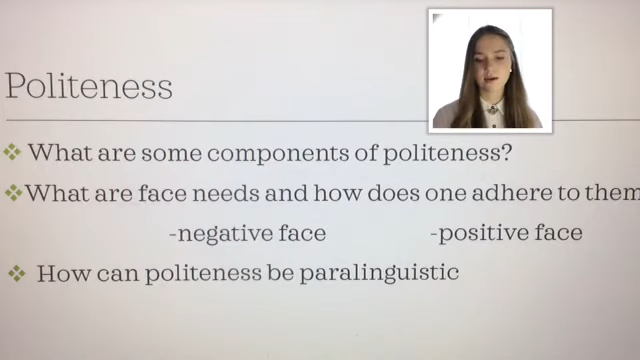 Politeness
What are some components of politeness?
What are face needs and how does one adhere to them
-negative face -positive face
How can politeness be paralinguistic